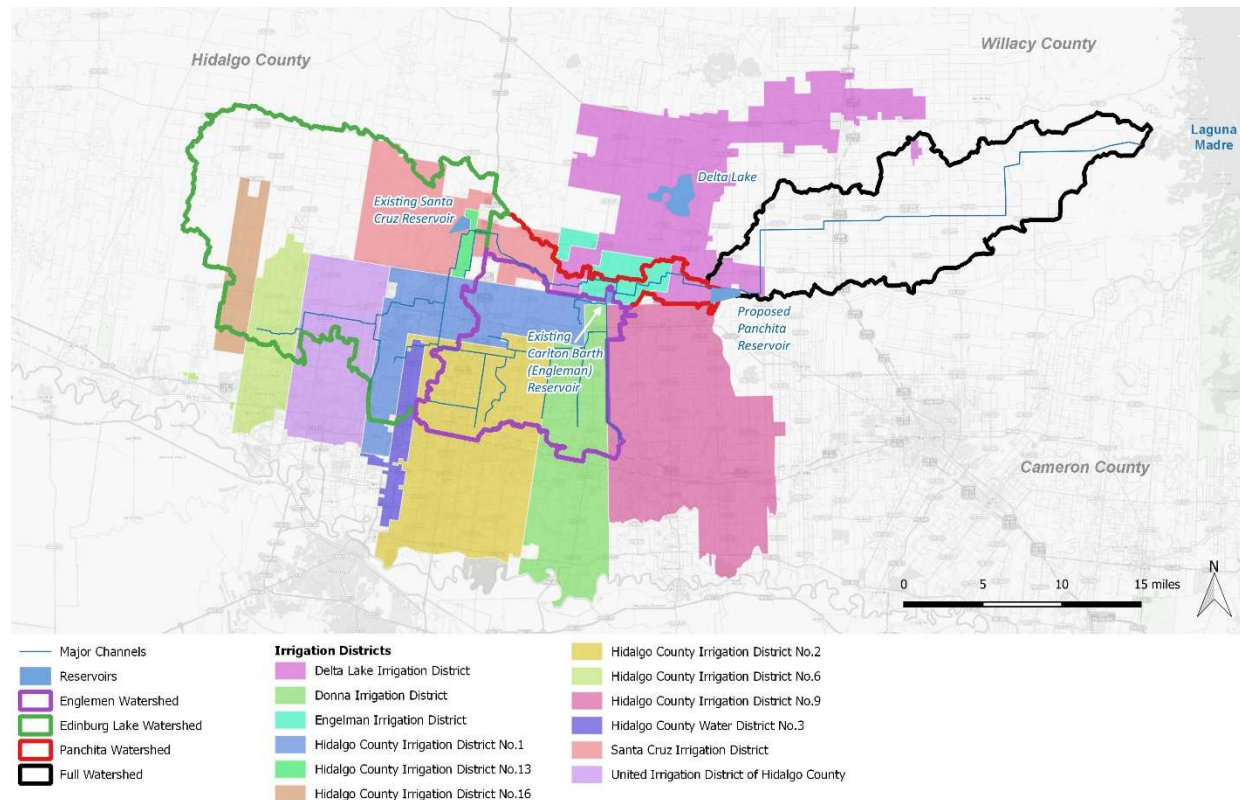 Hidalgo County
Willacy County
Laguna
Madre
Delta Lake
Existing Santa
Cruz Reservoir
Proposed
Panchita
Reservoir
Existing
Carlton Barth
(Engleman)
Reservoir
Cameron County
0 5 10 15 miles
N
Major Channels
Reservoirs
Englemen Watershed
Edinburg Lake Watershed
Panchita Watershed
Full Watershed
Irrigation Districts
Delta Lake Irrigation District
Donna Irrigation District
Engelman Irrigation District
Hidalgo County Irrigation District No.1
Hidalgo County Irrigation District No.13
Hidalgo County Irrigation District No.16
Hidalgo County Irrigation District No.2
Hidalgo County Irrigation District No.6
Hidalgo County Irrigation District No.9
Hidalgo County Water District No.3
Santa Cruz Irrigation District
United Irrigation District of Hidalgo County